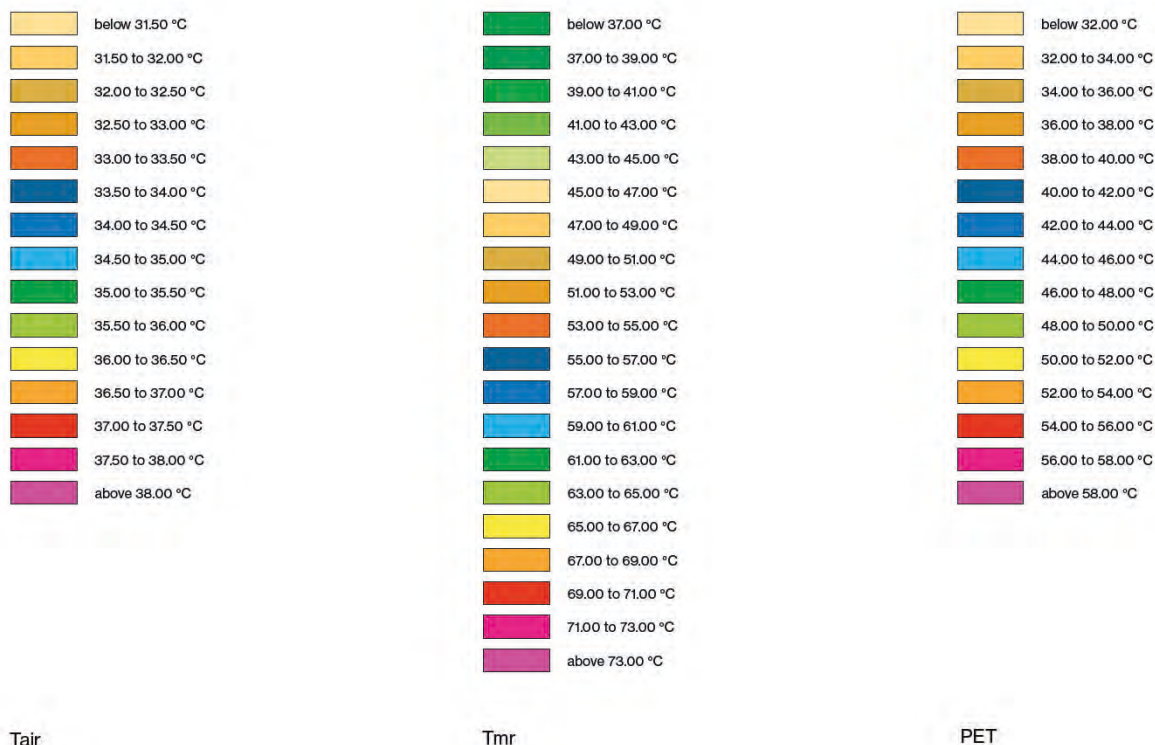 below 31.50 °C
31.50 to 32.00 °C
32.00 to 32.50 °C
32.50 to 33.00 °C
33.00 to 33.50 °C
33.50 to 34.00 °C
34.00 to 34.50 °C
34.50 to 35.00 °C
35.00 to 35.50 °C
35.50 to 36.00 °C
36.00 to 36.50 °C
36.50 to 37.00 °C
37.00 to 37.50 °C
37.50 to 38.00 °C
above 38.00 °C
Tair
below 37.00 °C
37.00 to 39.00 °C
39.00 to 41.00 °C
41.00 to 43.00 °C
43.00 to 45.00 °C
45.00 to 47.00 °C
47.00 to 49.00 °C
49.00 to 51.00 °C
51.00 to 53.00 °C
53.00 to 55.00 °C
55.00 to 57.00 °C
57.00 to 59.00 °C
59.00 to 61.00 °C
61.00 to 63.00 °C
63.00 to 65.00 °C
65.00 to 67.00 °C
67.00 to 69.00 °C
69.00 to 71.00 °C
71.00 to 73.00 °C
above 73.00 °C
Tmr
below 32.00 °C
32.00 to 34.00 °C
34.00 to 36.00 °C
36.00 to 38.00 °C
38.00 to 40.00 °C
40.00 to 42.00 °C
42.00 to 44.00 °C
44.00 to 46.00 °C
46.00 to 48.00 °C
48.00 to 50.00 °C
50.00 to 52.00 °C
52.00 to 54.00 °C
54.00 to 56.00 °C
56.00 to 58.00 °C
above 58.00 °C
PET